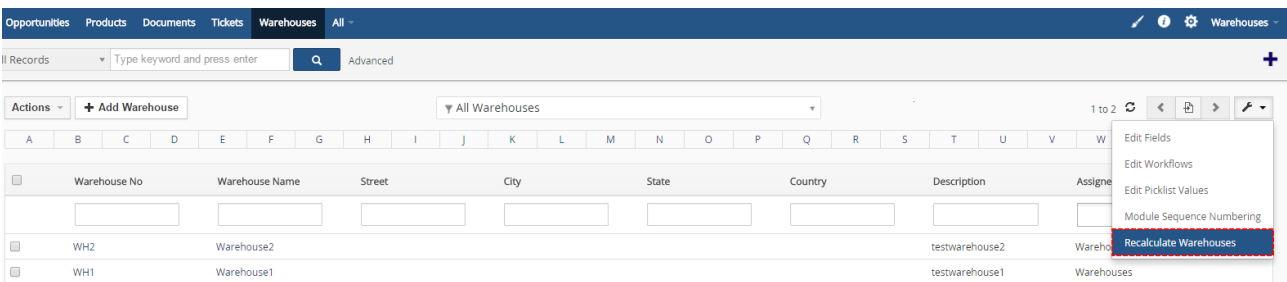 Opportunities Products Documents Tickets Warehouses All Warehouses
ll Records Type keyword and press enter Advanced
Actions + Add Warehouse All Warehouses 1 to 2
A B C D E F G H I J K L M N O P Q R S T U V W
Edit Fields
Edit Workflows
Edit Picklist Values
Module Sequence Numbering
Recalculate Warehouses
Warehouse No Warehouse Name Street City State Country Description Assigne
WH2 Warehouse2 testwarehouse2 Wareho
WH1 Warehouse1 testwarehouse1 Warehouses